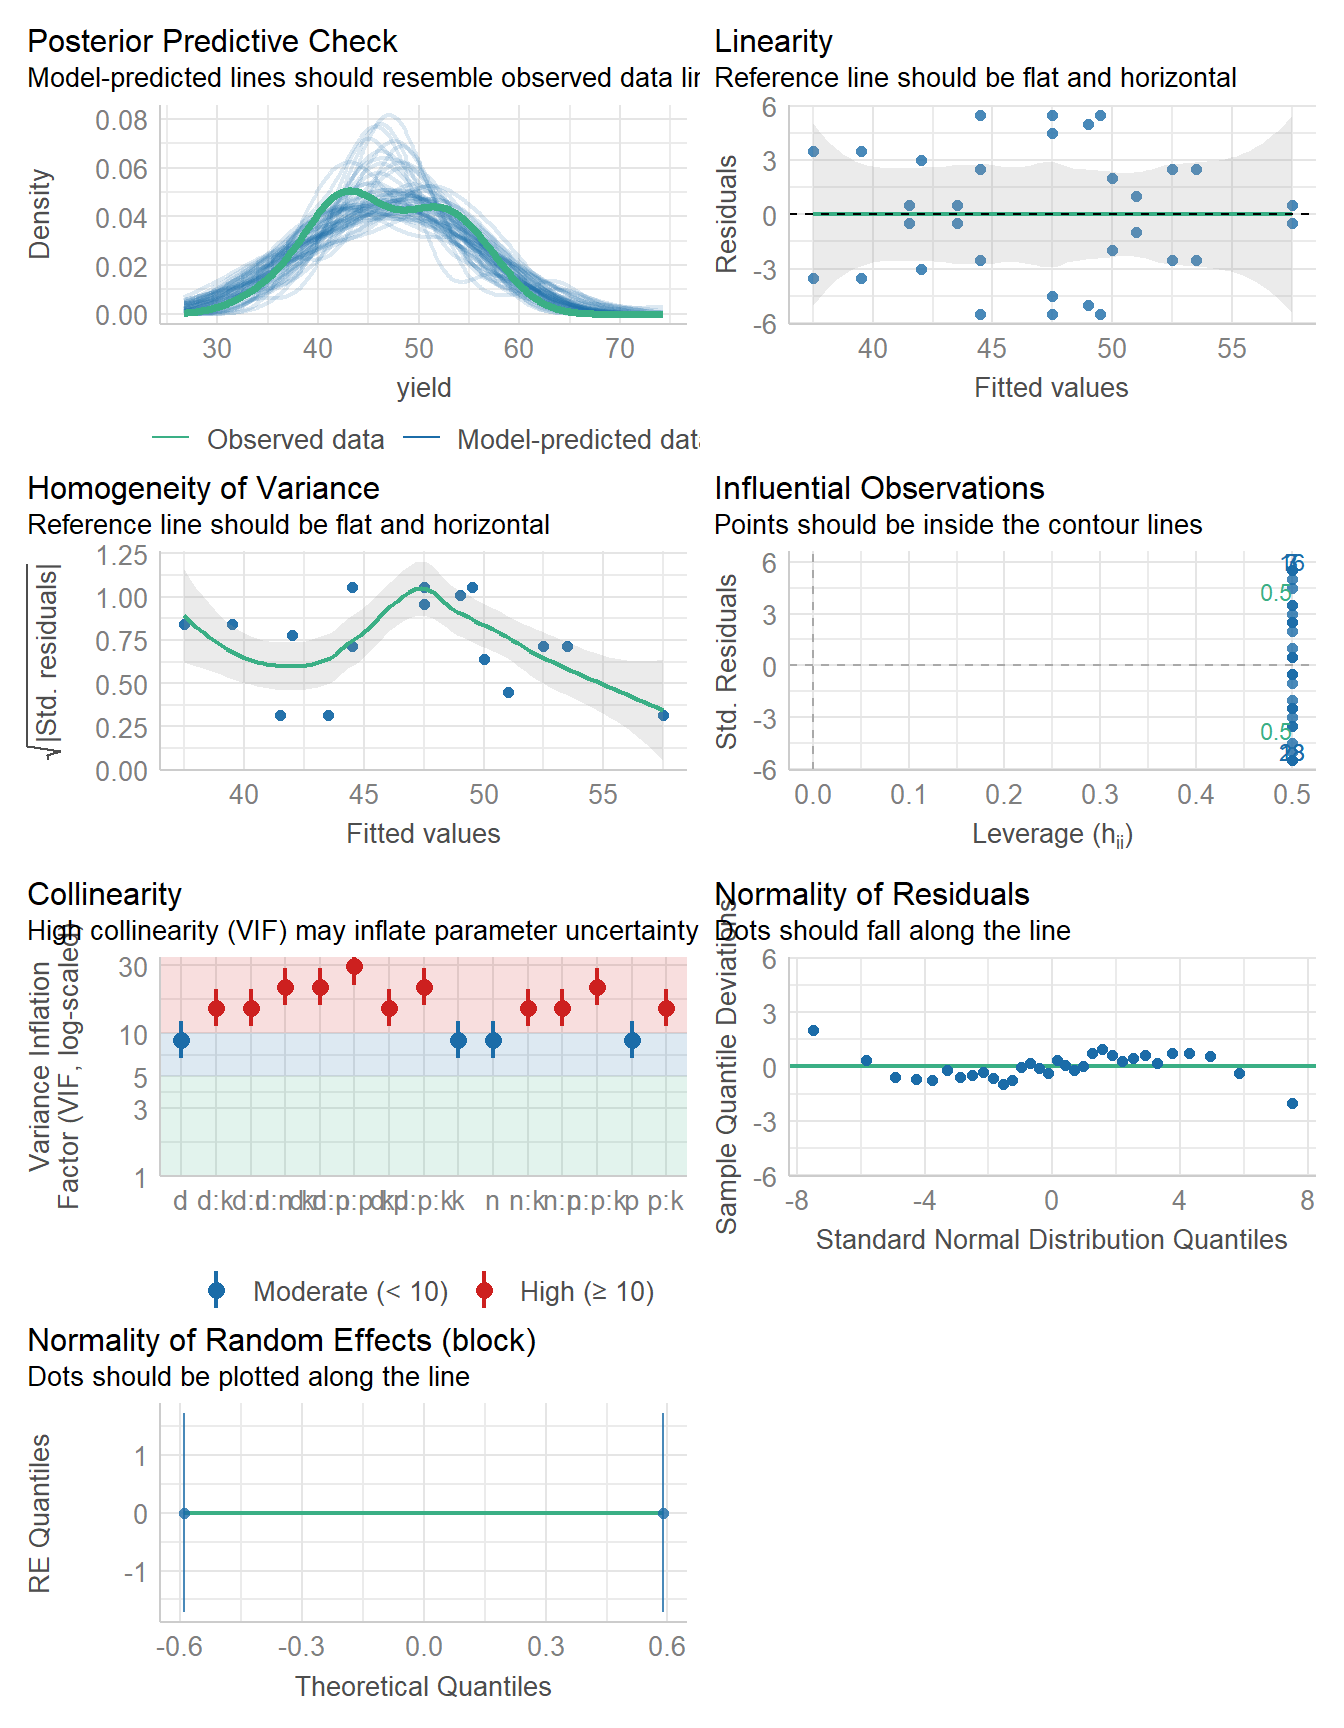 Posterior Predictive Check
Model-predicted lines should resemble observed data lin
0.08
0.06
0.04
0.02
0.00
Density
30 40 50 60 70
yield
Observed data Model-predicted data
Linearity
Reference line should be flat and horizontal
6
3
0
-3
-6
Residuals
40 45 50 55
Fitted values
Homogeneity of Variance
Reference line should be flat and horizontal
1.25
1.00
0.75
0.50
0.25
0.00
√|Std. residuals|
40 45 50 55
Fitted values
Influential Observations
Points should be inside the contour lines
6
3
0
-3
-6
Std. Residuals
0.5
0.5
0.0 0.1 0.2 0.3 0.4 0.5
Leverage (hii)
Collinearity
High collinearity (VIF) may inflate parameter uncertainty
30
10
5
3
1
Variance Inflation
Factor (VIF, log-scaled)
d d:k k n n:k p p:k
Moderate (< 10) High (≥ 10)
Normality of Residuals
Dots should fall along the line
6
3
0
-3
-6
Sample Quantile Deviations
-8 -4 0 4 8
Standard Normal Distribution Quantiles
Normality of Random Effects (block)
Dots should be plotted along the line
1
0
-1
RE Quantiles
-0.6 -0.3 0.0 0.3 0.6
Theoretical Quantiles